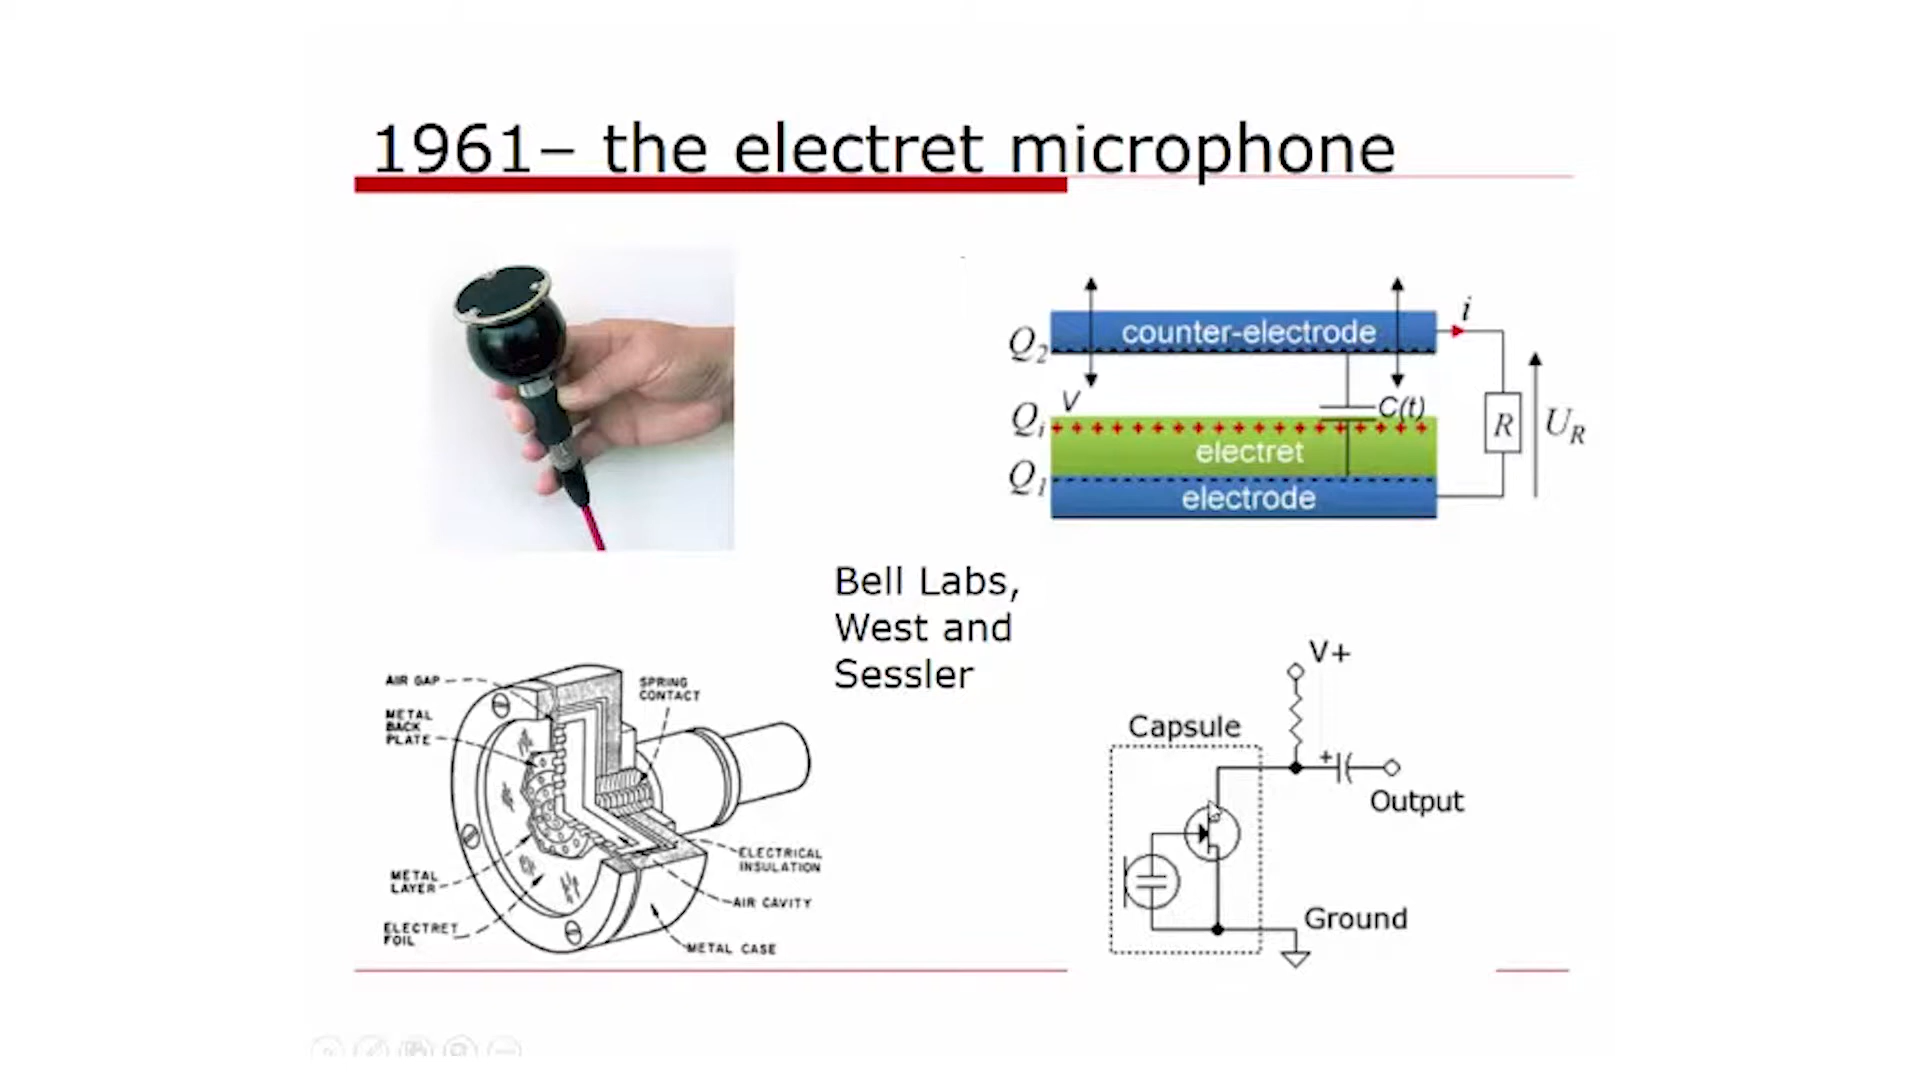 1961– the electret microphone
Q2
counter-electrode
i
V
C(t)
Qi
+ + + + + + + + + + + + + + + + + + +
electret
R
UR
Q1
electrode
Bell Labs,
West and
Sessler
AIR GAP
METAL
BACK
PLATE
SPRING
CONTACT
METAL
LAYER
ELECTRET
FOIL
ELECTRICAL
INSULATION
AIR CAVITY
METAL CASE
V+
Capsule
+
Output
Ground